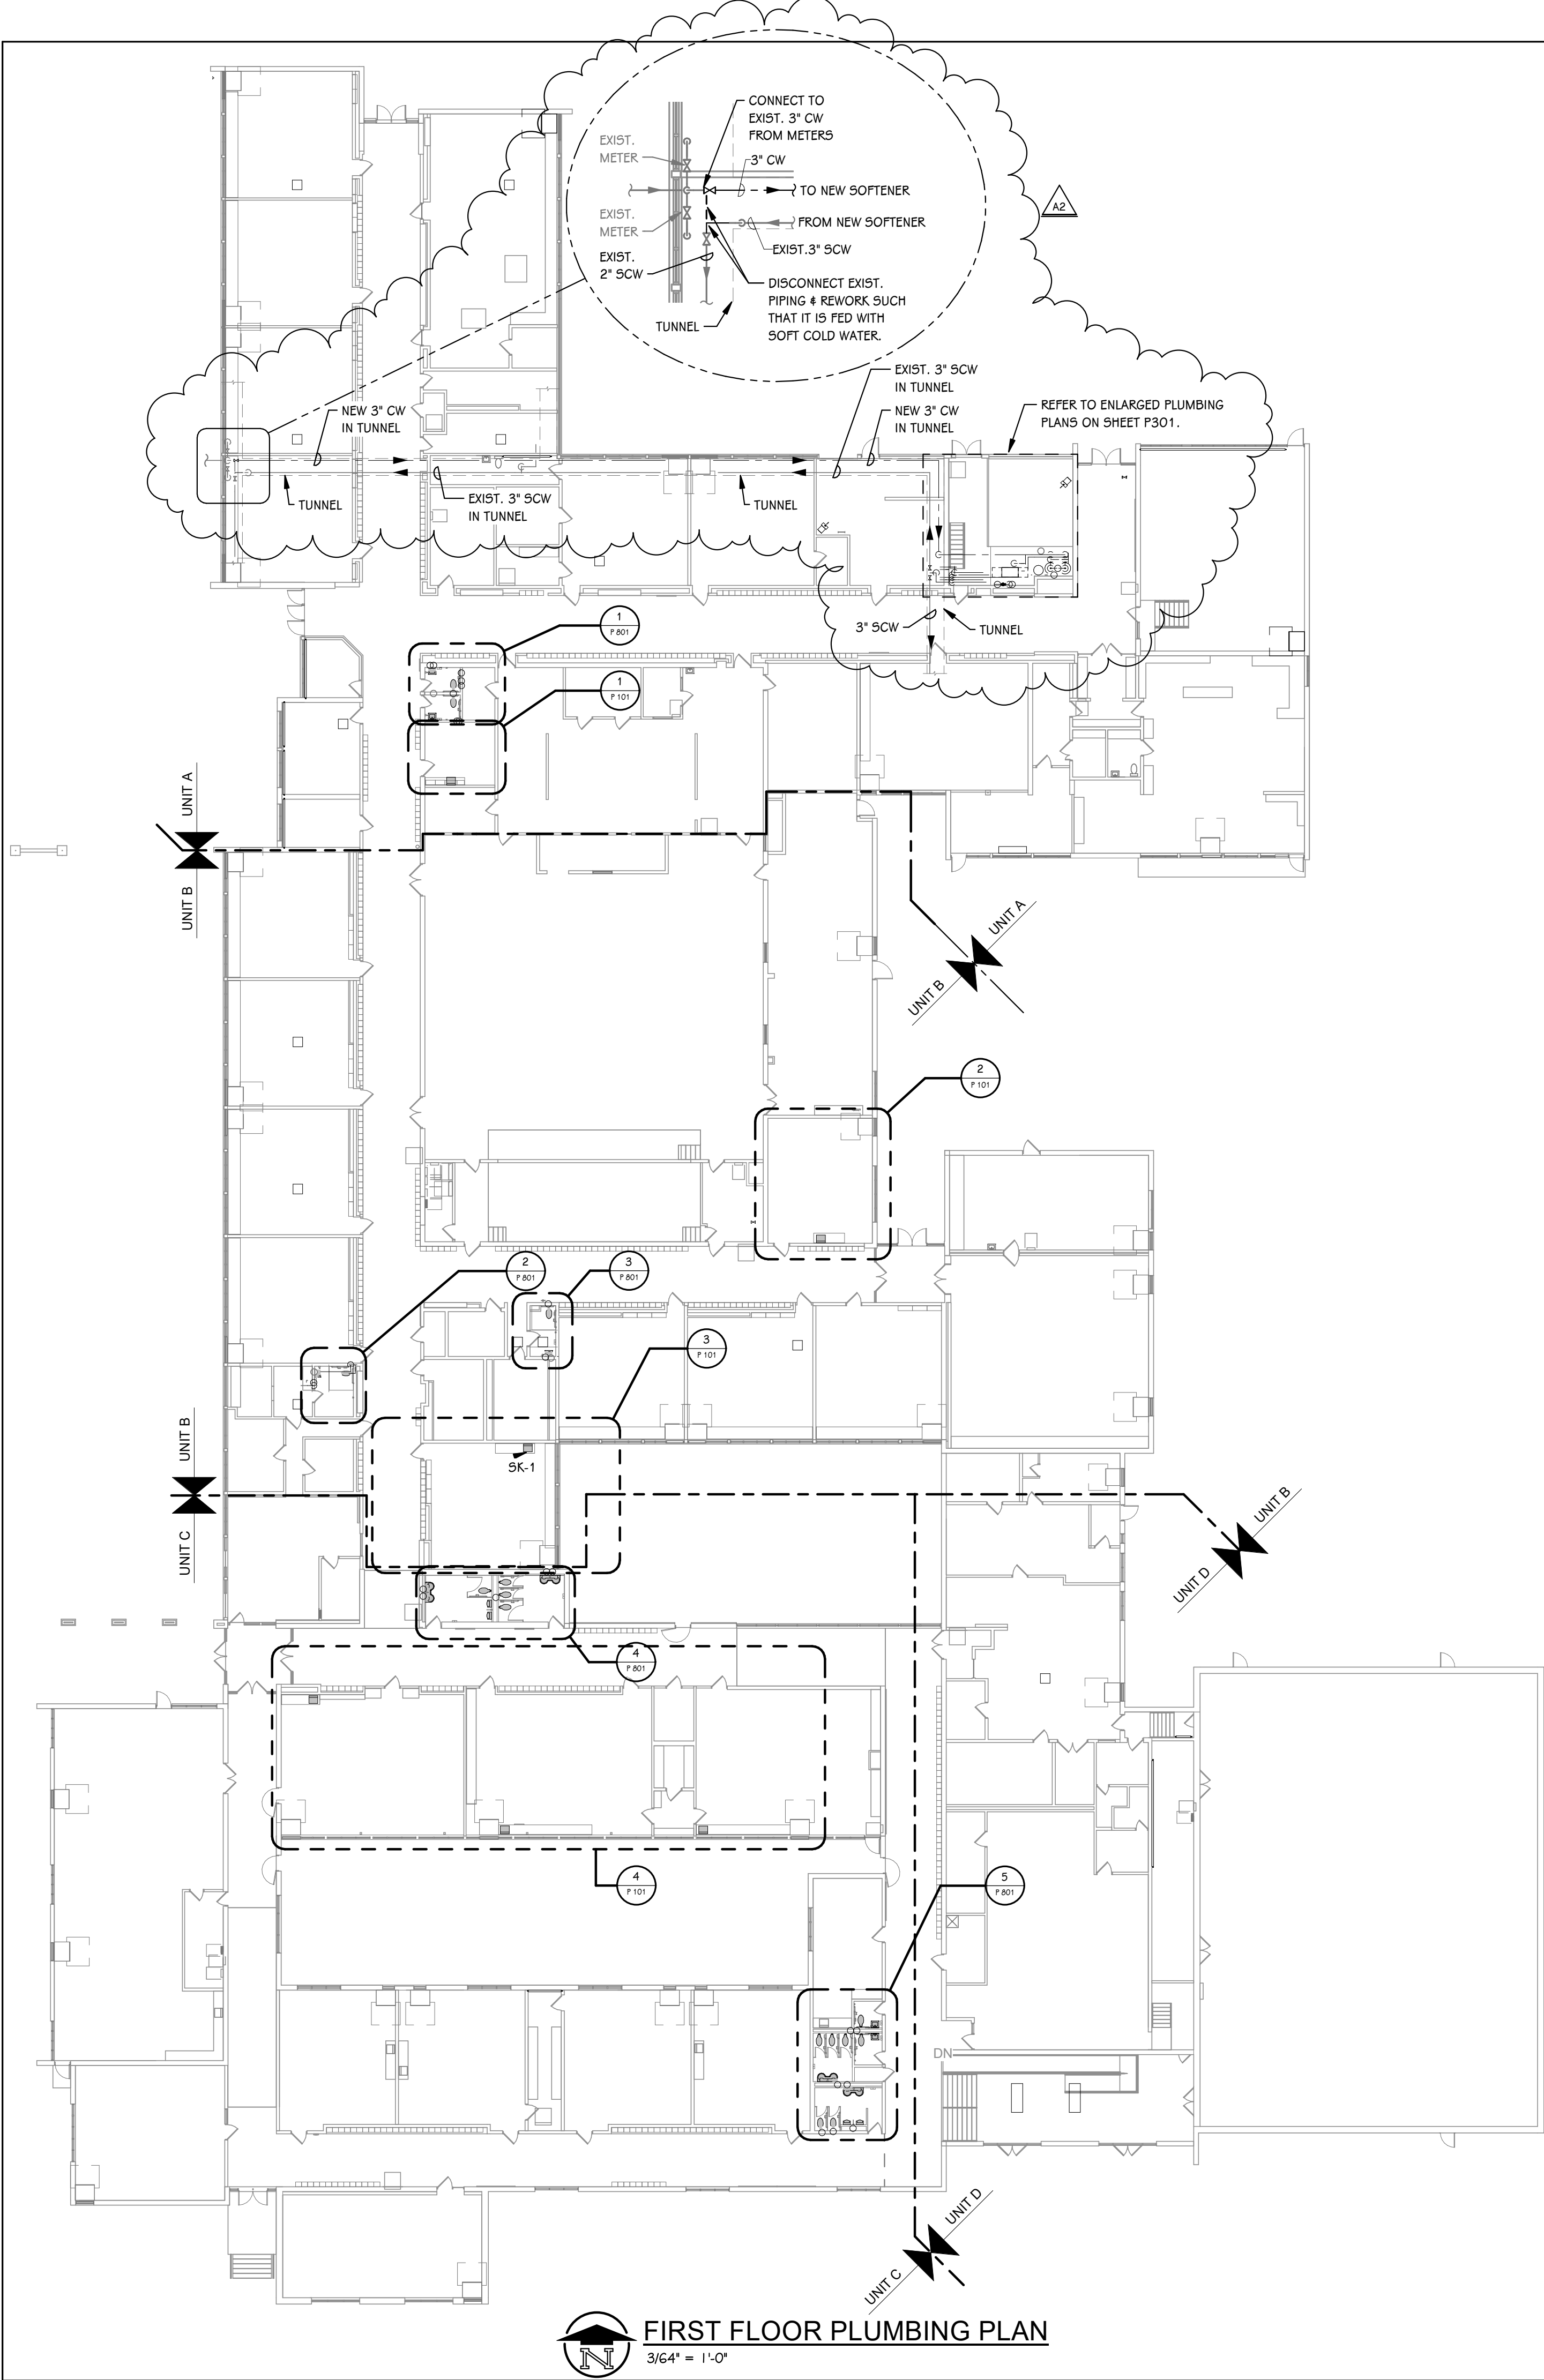 CONNECT TO
EXIST. 3" CW
FROM METERS
EXIST.
METER
3" CW
TO NEW SOFTENER
A2
EXIST.
METER
FROM NEW SOFTENER
EXIST.3" SCW
EXIST.
2" SCW
DISCONNECT EXIST.
PIPING & REWORK SUCH
THAT IT IS FED WITH
SOFT COLD WATER.
TUNNEL
EXIST. 3" SCW
IN TUNNEL
NEW 3" CW
IN TUNNEL
NEW 3" CW
IN TUNNEL
REFER TO ENLARGED PLUMBING
PLANS ON SHEET P301.
TUNNEL
EXIST. 3" SCW
IN TUNNEL
TUNNEL
1
P 801
3" SCW
TUNNEL
1
P 101
UNIT A
UNIT B
UNIT A
UNIT B
2
P 101
2
P 801
3
P 801
3
P 101
UNIT B
UNIT C
SK-1
UNIT B
UNIT D
4
P 801
4
P 101
5
P 801
DN
UNIT D
UNIT C
N
FIRST FLOOR PLUMBING PLAN
3/64" = 1'-0"